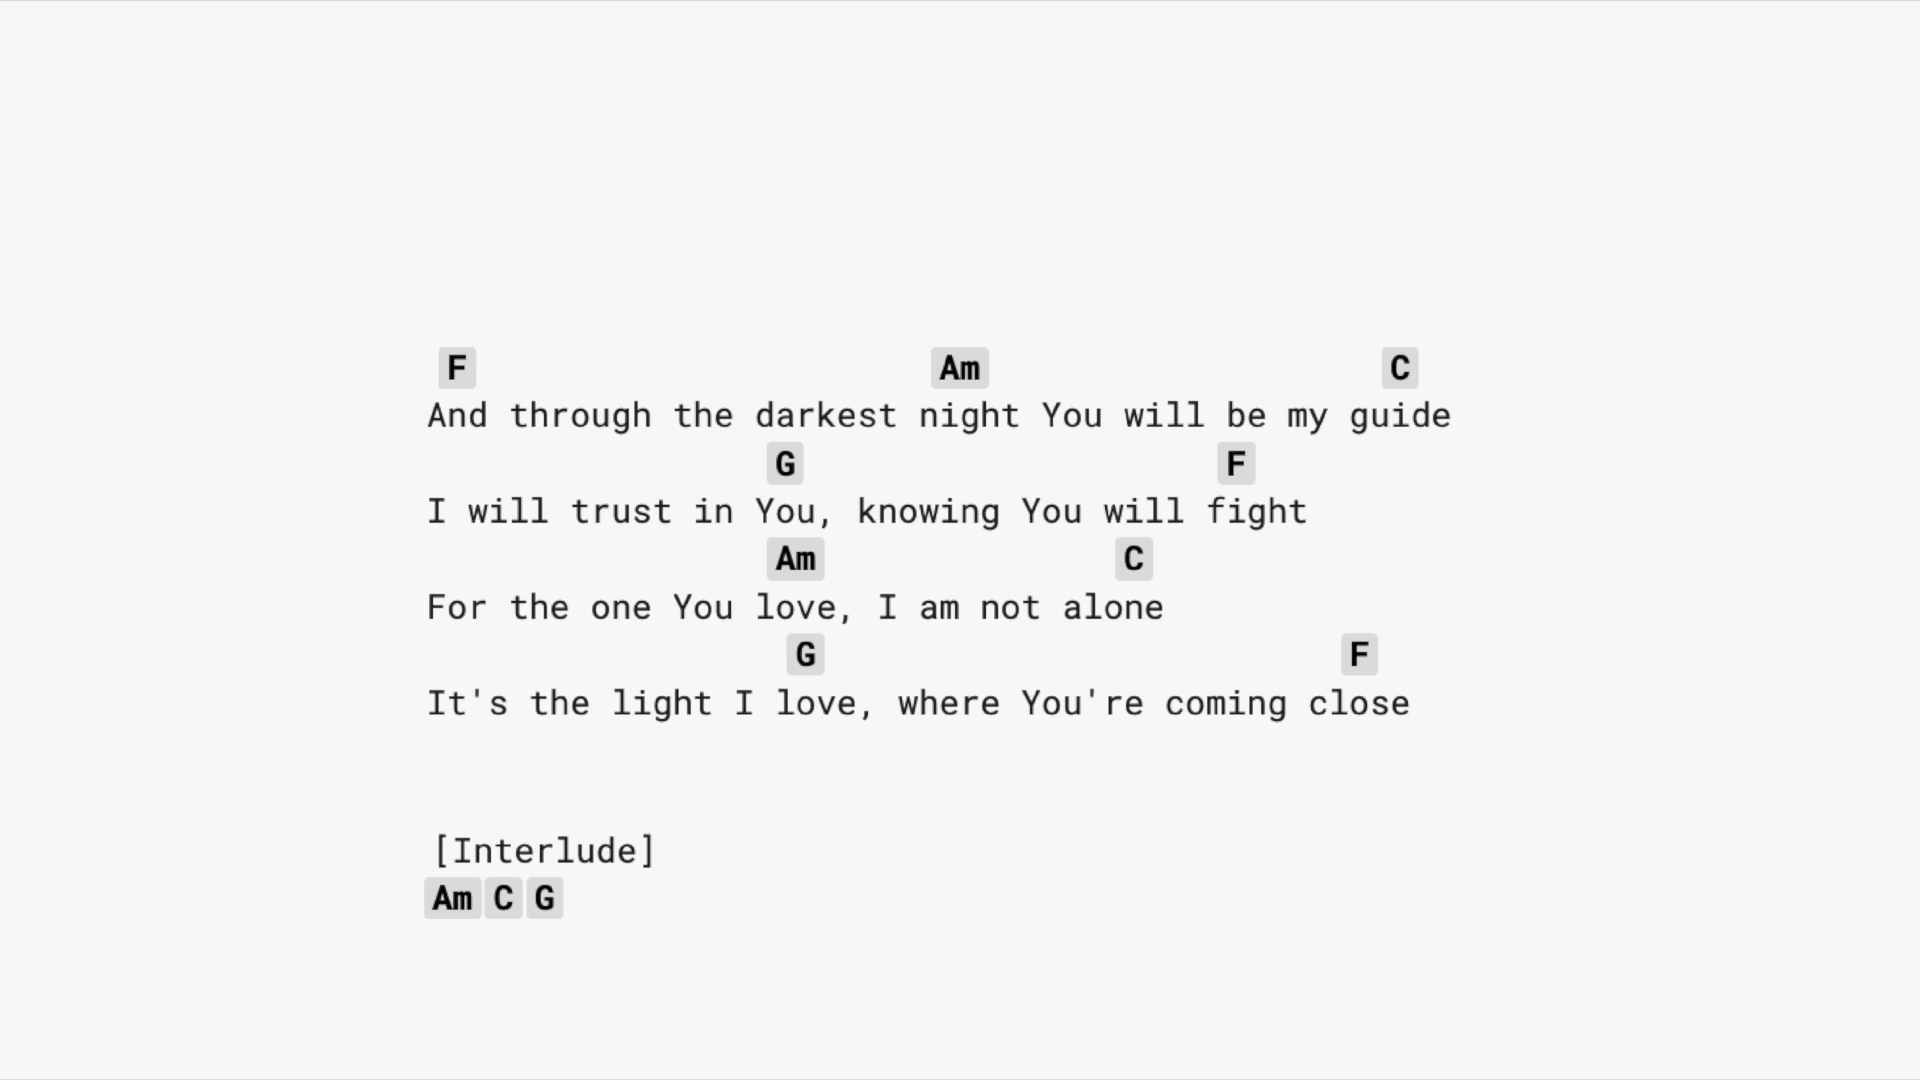 F Am C
And through the darkest night You will be my guide
G F
I will trust in You, knowing You will fight
Am C
For the one You love, I am not alone
G F
It's the light I love, where You're coming close
[Interlude]
Am C G